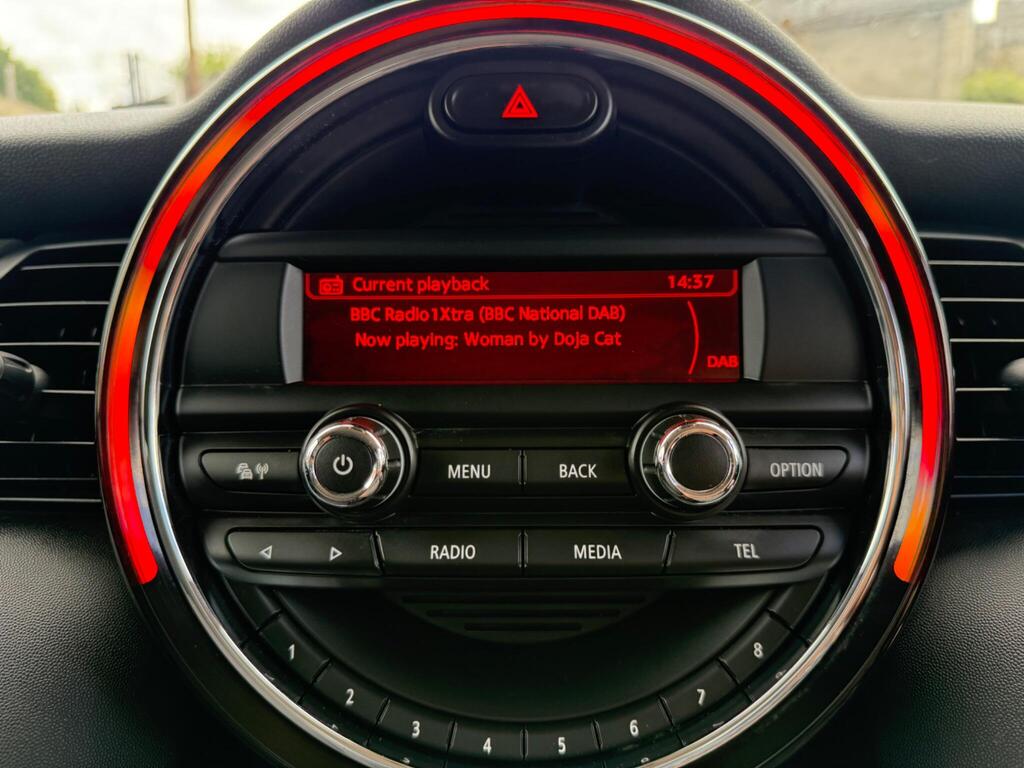 Current playback 14:37
BBC Radio 1Xtra (BBC National DAB)
Now playing: Woman by Doja Cat
DAB
MENU BACK OPTION
RADIO MEDIA TEL
1 2 3 4 5 6 7 8